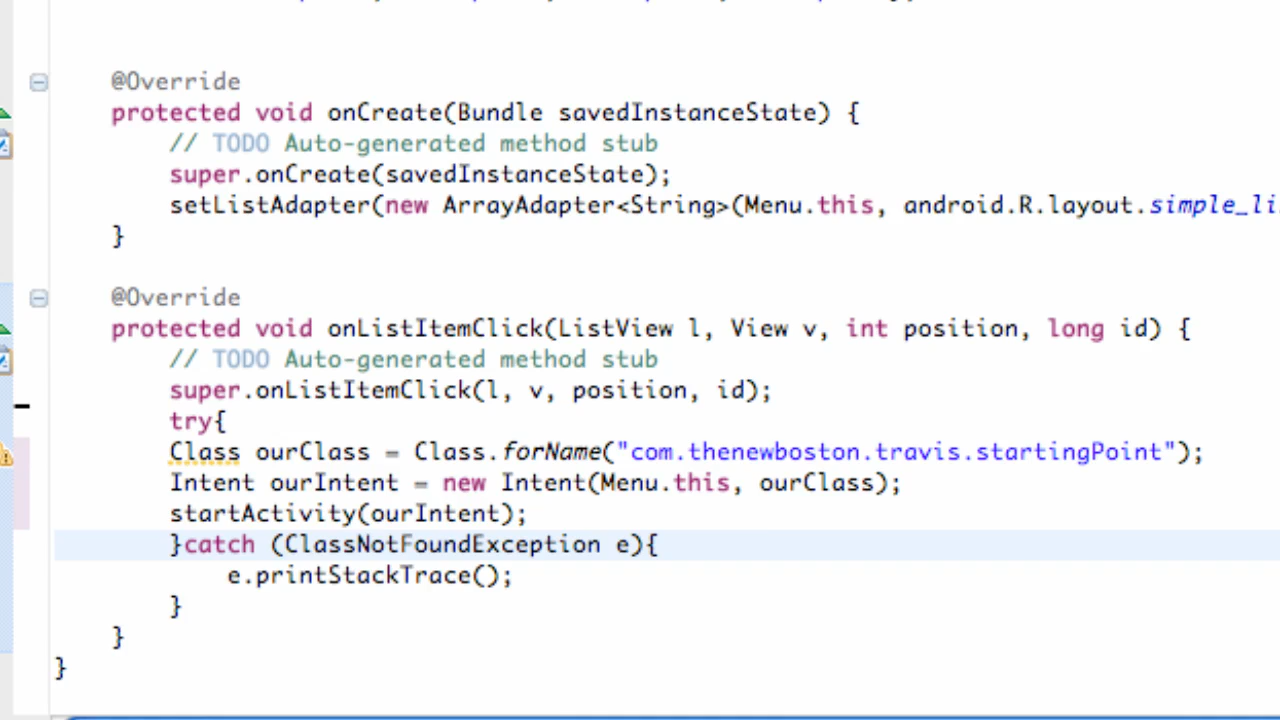 @Override
protected void onCreate(Bundle savedInstanceState) {
// TODO Auto-generated method stub
super.onCreate(savedInstanceState);
setListAdapter(new ArrayAdapter<String>(Menu.this, android.R.layout.simple_li
}
@Override
protected void onListItemClick(ListView l, View v, int position, long id) {
// TODO Auto-generated method stub
super.onListItemClick(l, v, position, id);
try{
Class ourClass = Class.forName("com.thenewboston.travis.startingPoint");
Intent ourIntent = new Intent(Menu.this, ourClass);
startActivity(ourIntent);
}catch (ClassNotFoundException e){
e.printStackTrace();
}
}
}